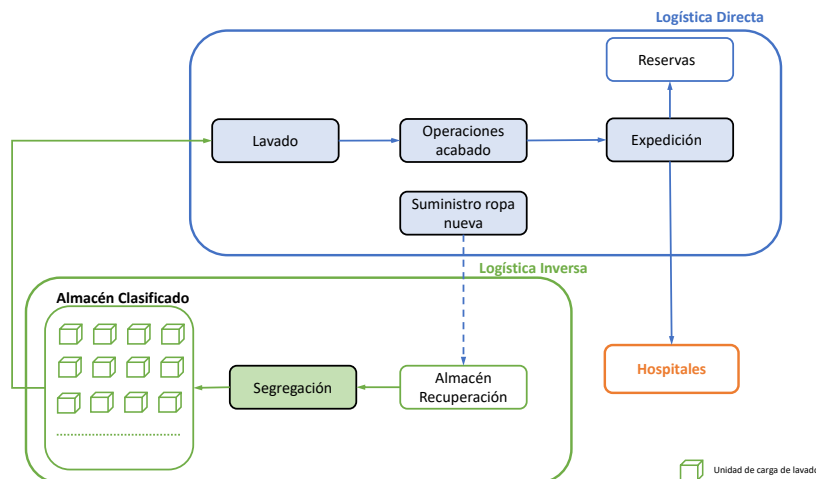 Logística Directa
Reservas
Lavado
Operaciones
acabado
Expedición
Suministro ropa
nueva
Logística Inversa
Almacén Clasificado
Segregación
Almacén
Recuperación
Hospitales
Unidad de carga de lavado